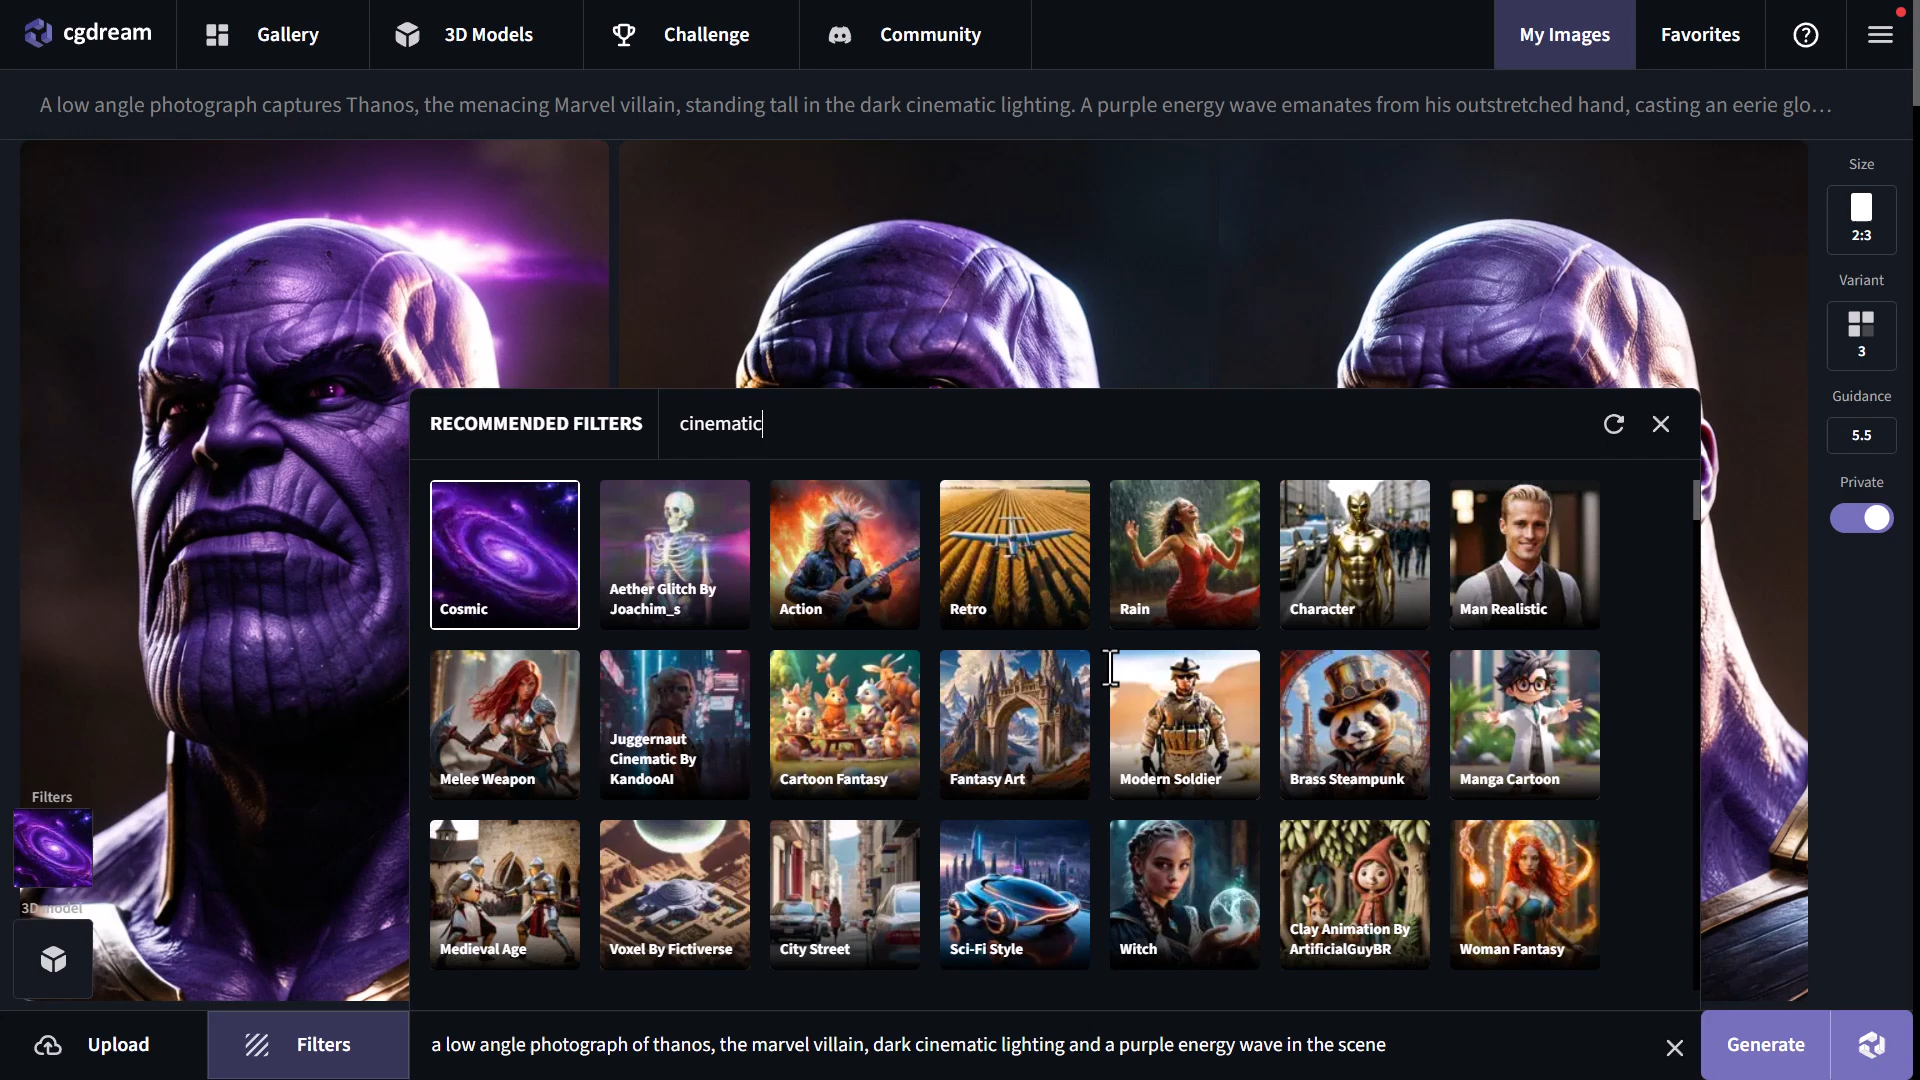 cgdream
Gallery
3D Models
Challenge
Community
My Images
Favorites
A low angle photograph captures Thanos, the menacing Marvel villain, standing tall in the dark cinematic lighting. A purple energy wave emanates from his outstretched hand, casting an eerie glo…
Size
2:3
Variant
3
Guidance
5.5
Private
RECOMMENDED FILTERS
cinematic
Cosmic
Aether Glitch By
Joachim_s
Action
Retro
Rain
Character
Man Realistic
Melee Weapon
Juggernaut
Cinematic By
KandooAI
Cartoon Fantasy
Fantasy Art
Modern Soldier
Brass Steampunk
Manga Cartoon
Medieval Age
Voxel By Fictiverse
City Street
Sci-Fi Style
Witch
Clay Animation By
ArtificialGuyBR
Woman Fantasy
Filters
3D model
Upload
Filters
a low angle photograph of thanos, the marvel villain, dark cinematic lighting and a purple energy wave in the scene
Generate